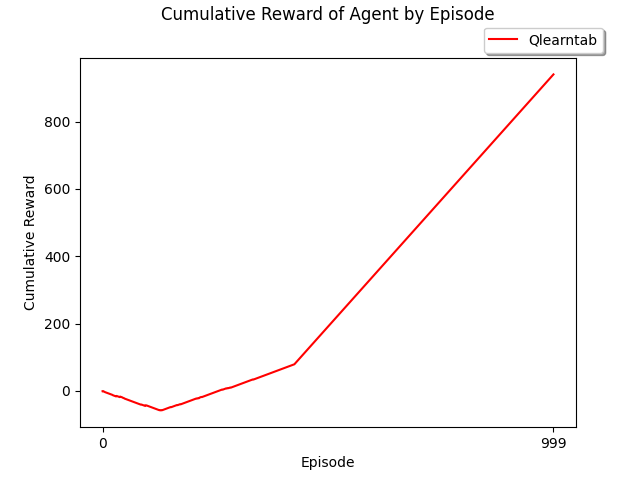 Cumulative Reward of Agent by Episode
Qlearntab
800
600
400
200
0
Cumulative Reward
0
999
Episode